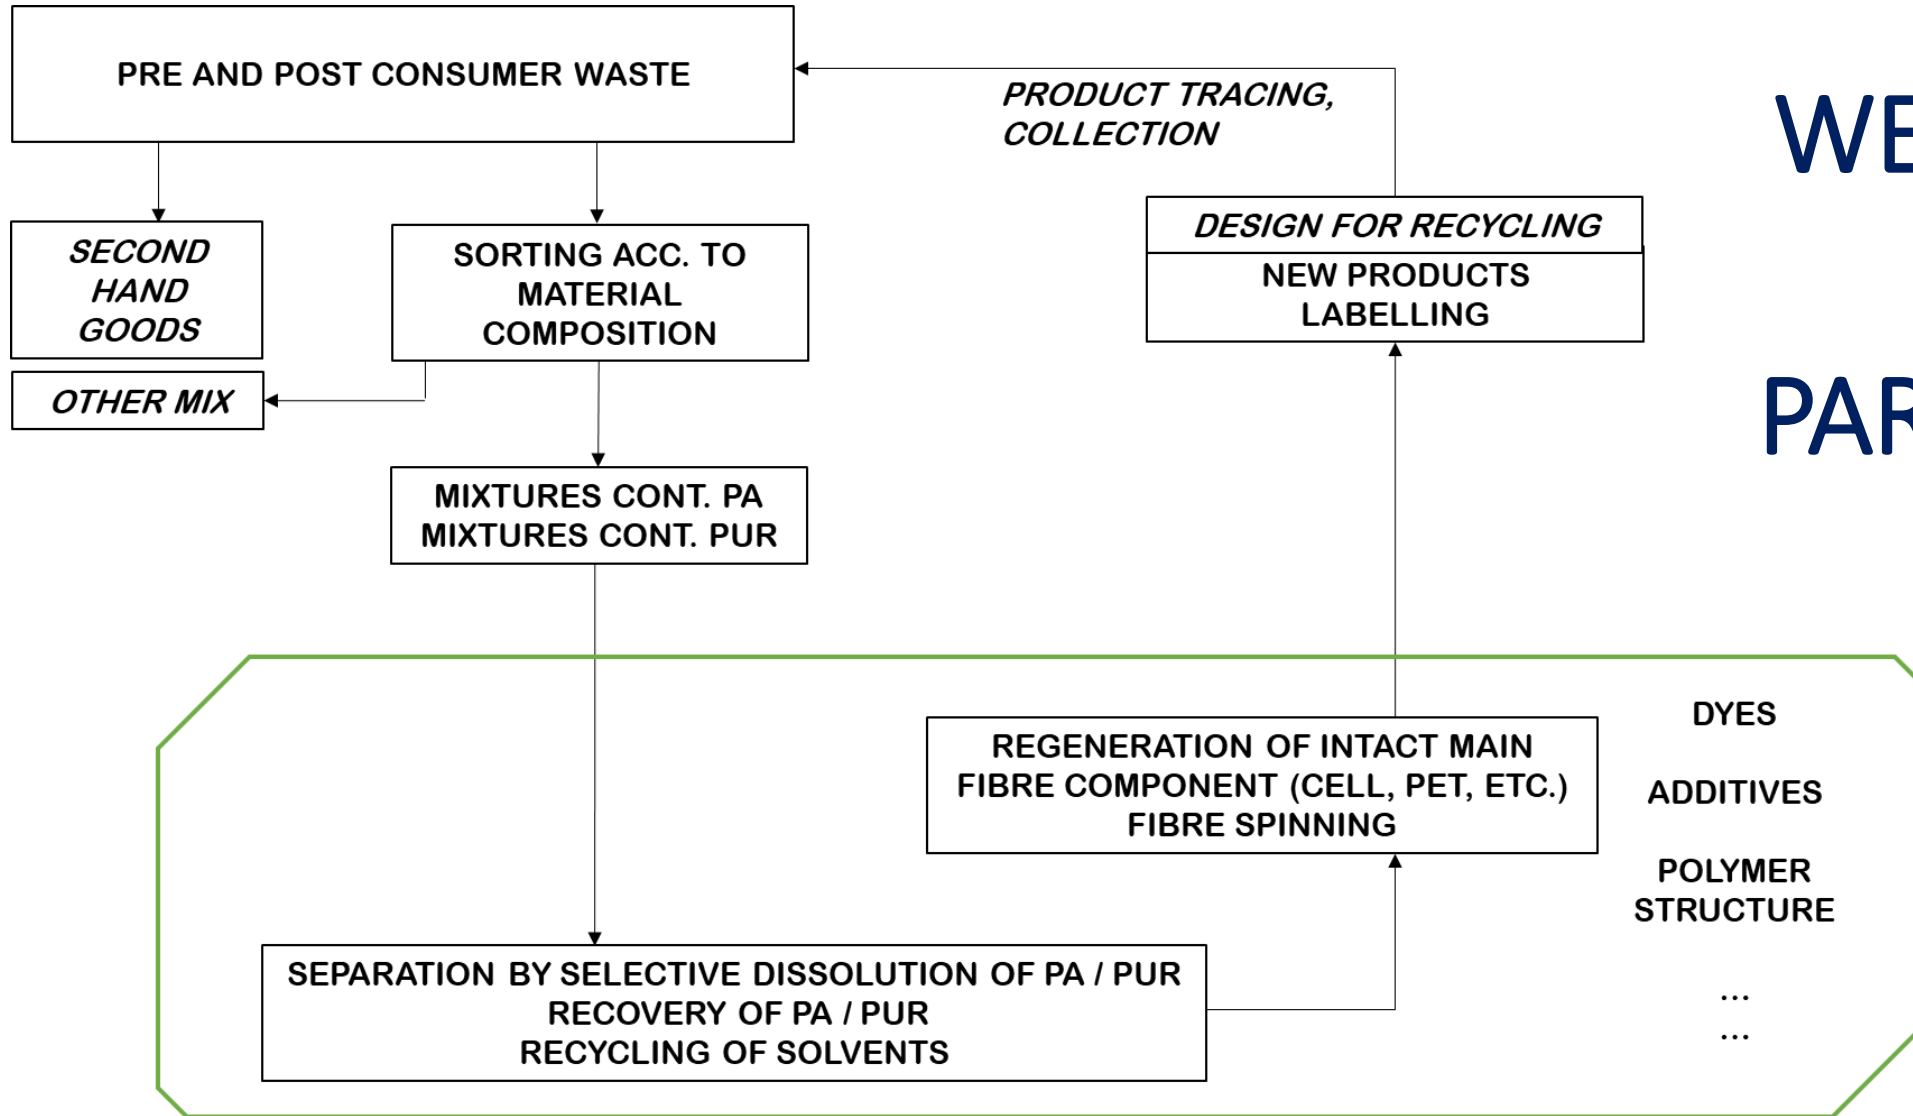 PRE AND POST CONSUMER WASTE
PRODUCT TRACING,
COLLECTION
WE
SECOND
HAND
GOODS
SORTING ACC. TO
MATERIAL
COMPOSITION
DESIGN FOR RECYCLING
NEW PRODUCTS
LABELLING
OTHER MIX
PAR
MIXTURES CONT. PA
MIXTURES CONT. PUR
REGENERATION OF INTACT MAIN
FIBRE COMPONENT (CELL, PET, ETC.)
FIBRE SPINNING
DYES
ADDITIVES
POLYMER
STRUCTURE
...
...
SEPARATION BY SELECTIVE DISSOLUTION OF PA / PUR
RECOVERY OF PA / PUR
RECYCLING OF SOLVENTS